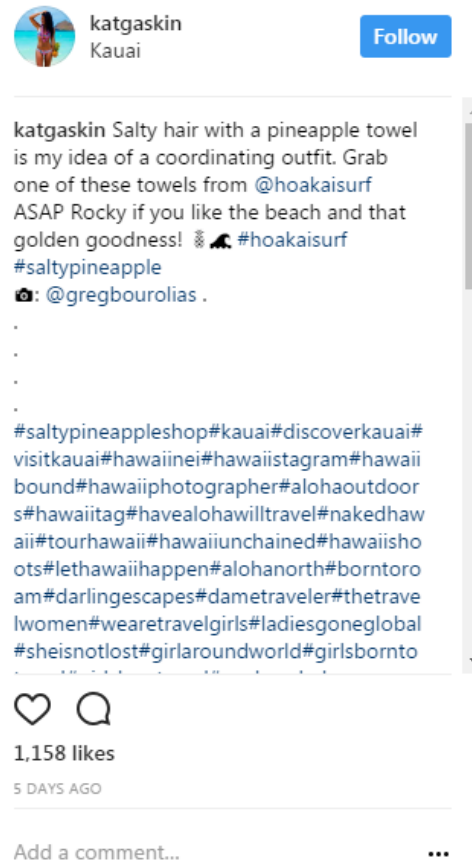 katgaskin
Kauai
Follow
katgaskin Salty hair with a pineapple towel
is my idea of a coordinating outfit. Grab
one of these towels from @hoakaisurf
ASAP Rocky if you like the beach and that
golden goodness! 🍍🌊 #hoakaisurf
#saltypineapple
📷: @gregbourolias .
.
.
.
.
#saltypineappleshop#kauai#discoverkauai#
visitkauai#hawaiinei#hawaiistagram#hawaii
bound#hawaiiphotographer#alohaoutdoor
s#hawaiitag#havealohawilltravel#nakedhaw
aii#tourhawaii#hawaiiunchained#hawaiisho
ots#lethawaiihappen#alohanorth#borntoro
am#darlingescapes#dametraveler#thetrave
lwomen#wearetravelgirls#ladiesgoneglobal
#sheisnotlost#girlaroundworld#girlsbornto
1,158 likes
5 DAYS AGO
Add a comment...